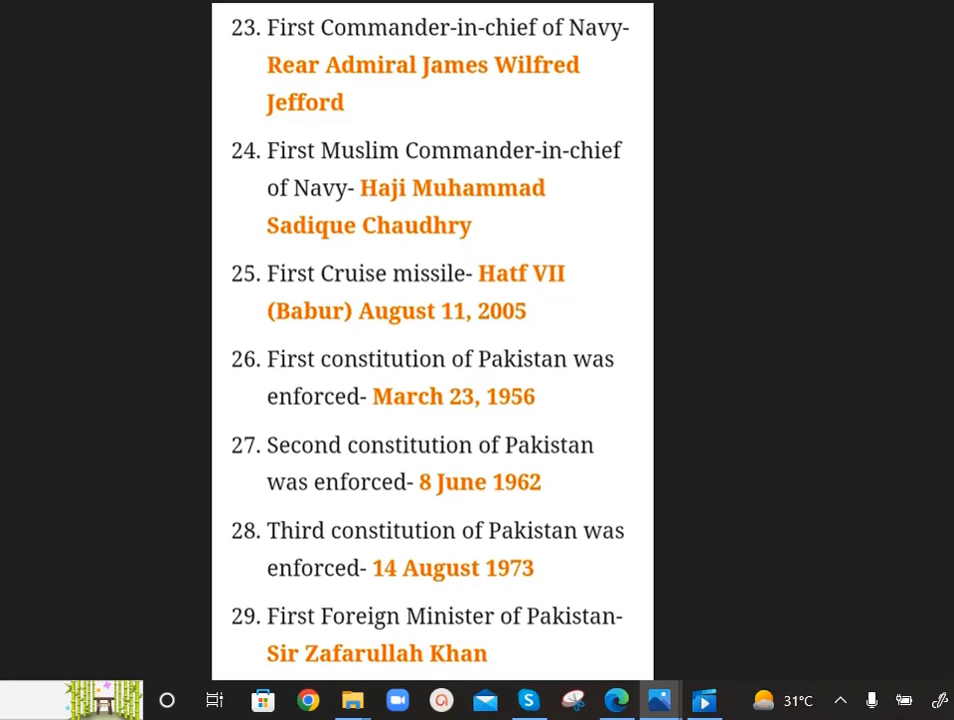 23. First Commander-in-chief of Navy-
Rear Admiral James Wilfred
Jefford
24. First Muslim Commander-in-chief
of Navy- Haji Muhammad
Sadique Chaudhry
25. First Cruise missile- Hatf VII
(Babur) August 11, 2005
26. First constitution of Pakistan was
enforced- March 23, 1956
27. Second constitution of Pakistan
was enforced- 8 June 1962
28. Third constitution of Pakistan was
enforced- 14 August 1973
29. First Foreign Minister of Pakistan-
Sir Zafarullah Khan
31°C